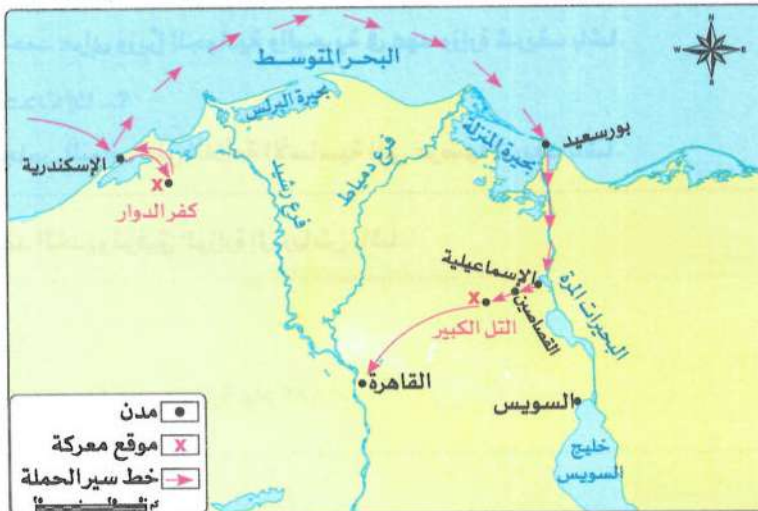 البحر المتوسط
بحيرة البرلس
الإسكندرية
كفر الدوار
x
فرع رشيد
فرع دمياط
بحيرة المنزلة
بورسعيد
الإسماعيلية
القصاصين
البحيرات المرة
x
التل الكبير
القاهرة
السويس
خليج
السويس
N
W
E
S
مدن
x موقع معركة
خط سير الحملة
كم